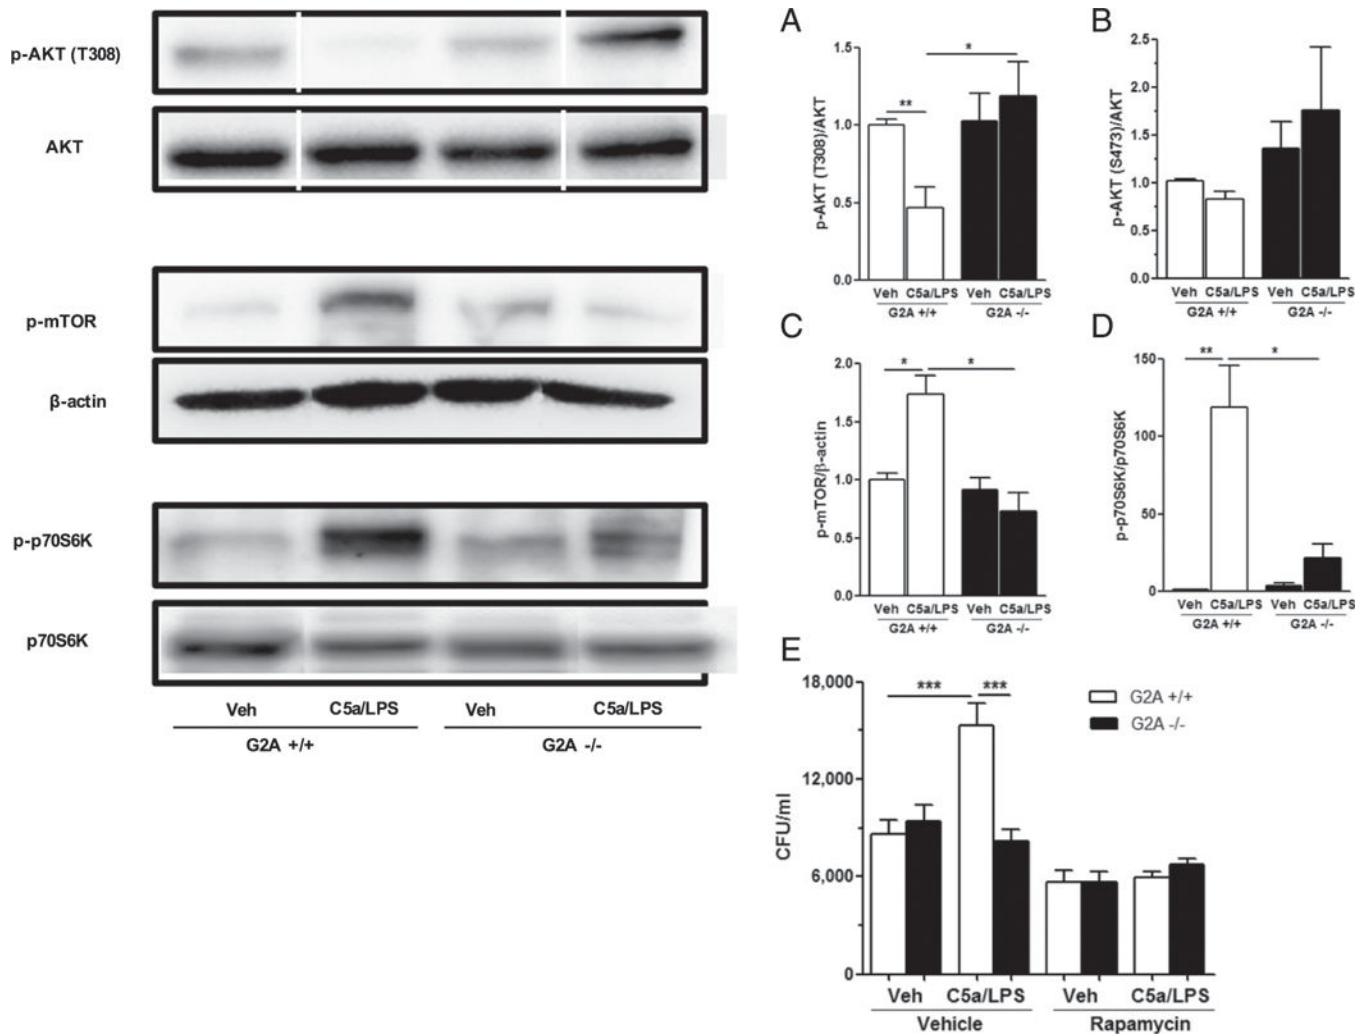 p-AKT (T308)
AKT
p-mTOR
β-actin
p-p70S6K
p70S6K
Veh C5a/LPS Veh C5a/LPS
G2A +/+ G2A -/-
A
p-AKT (T308)/AKT
1.5
1.0
0.5
0.0
**
*
Veh C5a/LPS Veh C5a/LPS
G2A +/+ G2A -/-
B
p-AKT (S473)/AKT
2.5
2.0
1.5
1.0
0.5
0.0
Veh C5a/LPS Veh C5a/LPS
G2A +/+ G2A -/-
C
p-mTOR/β-actin
2.0
1.5
1.0
0.5
0.0
* *
Veh C5a/LPS Veh C5a/LPS
G2A +/+ G2A -/-
D
p-p70S6K/p70S6K
150
100
50
0
** *
Veh C5a/LPS Veh C5a/LPS
G2A +/+ G2A -/-
E
CFU/ml
18,000
12,000
6,000
0
*** ***
G2A +/+
G2A -/-
Veh C5a/LPS Veh C5a/LPS
Vehicle Rapamycin